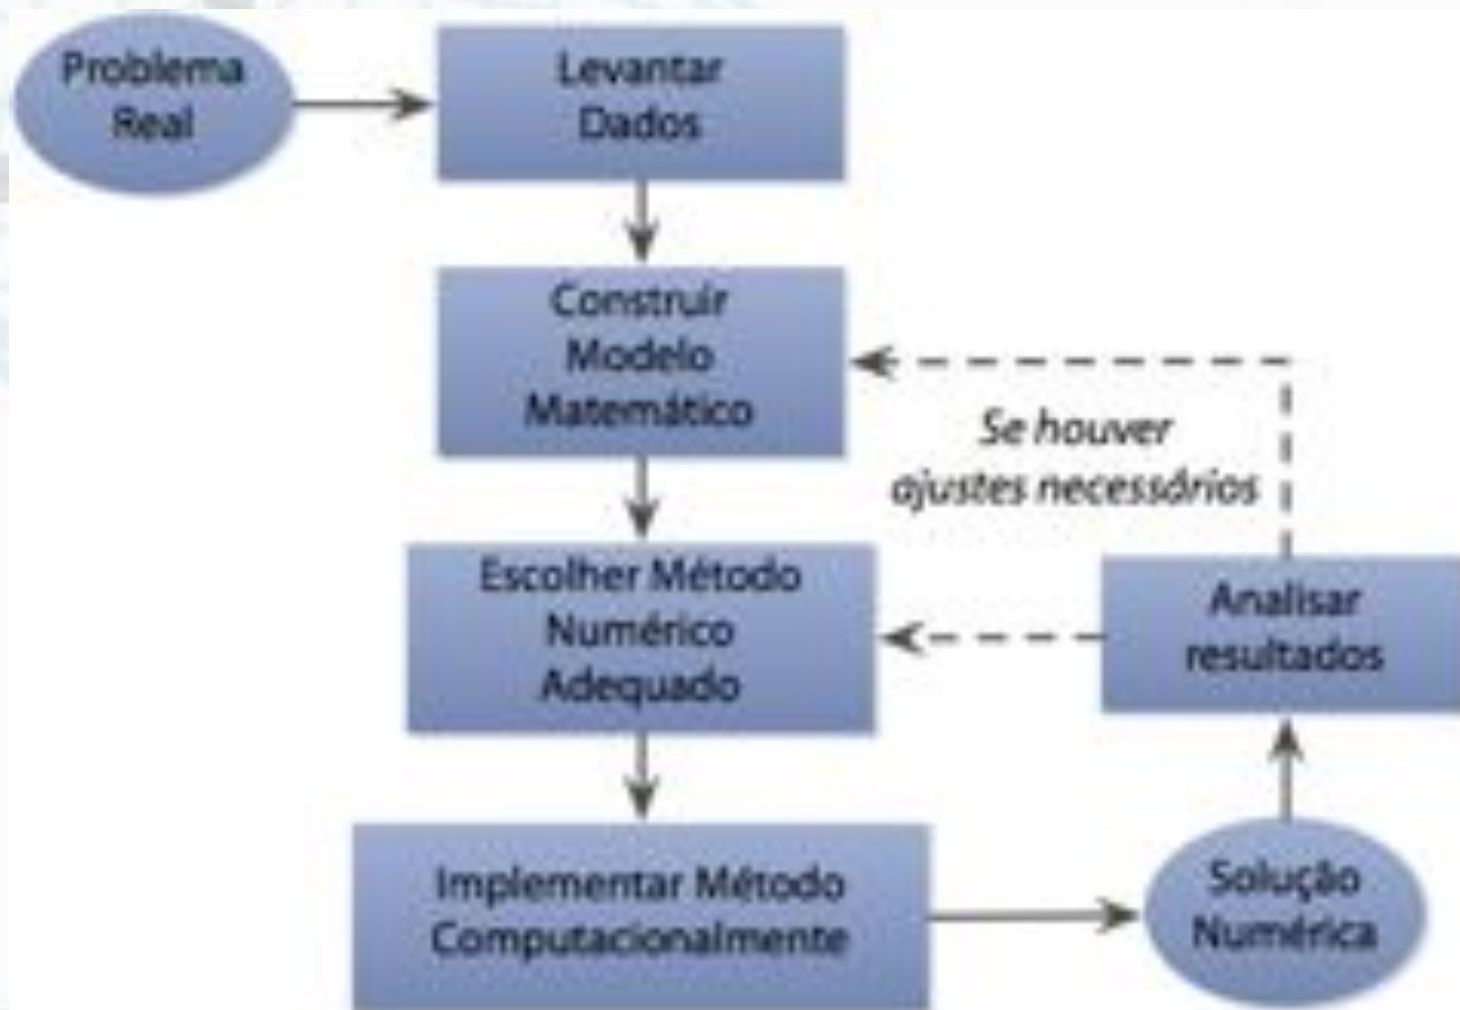 Problema
Real
Levantar
Dados
Construir
Modelo
Matemático
Se houver
ajustes necessários
Escolher Método
Numérico
Adequado
Analisar
resultados
Implementar Método
Computacionalmente
Solução
Numérica